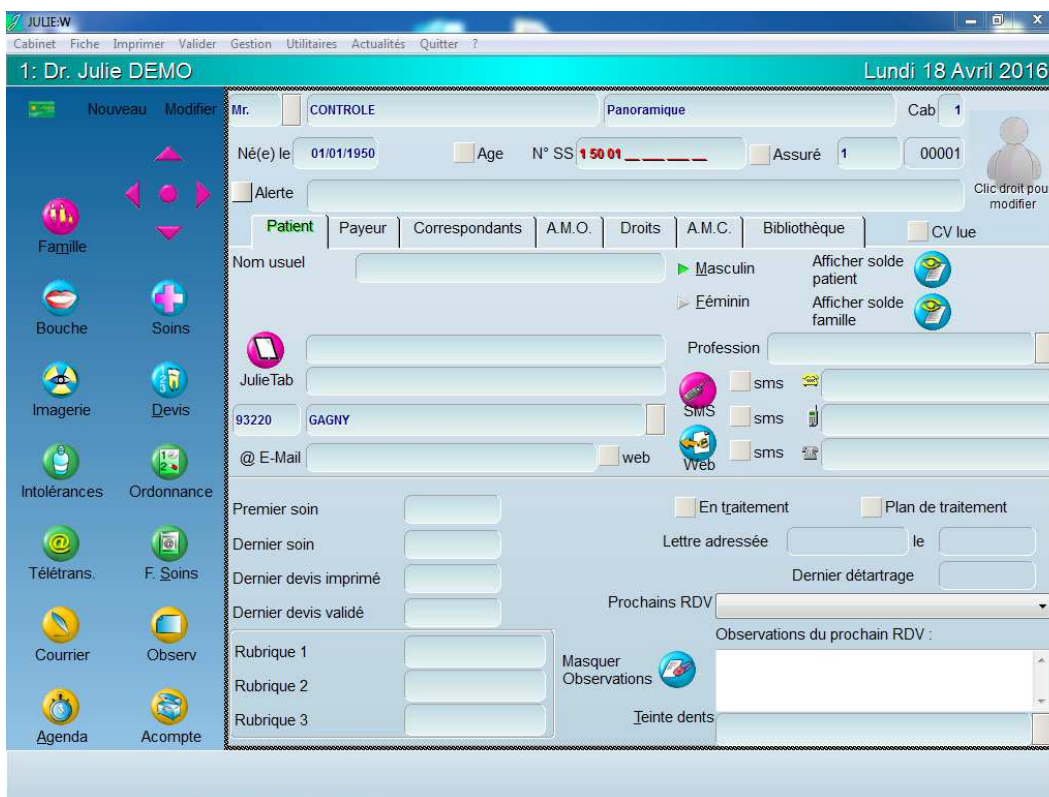 JULIE:W
Cabinet Fiche Imprimer Valider Gestion Utilitaires Actualités Quitter ?
1: Dr. Julie DEMO Lundi 18 Avril 2016
Nouveau Modifier Mr. CONTROLE Panoramique Cab 1
Né(e) le 01/01/1950 Age N° SS 1 50 01 __ ___ ___ __ Assuré 1 00001
Clic droit pou
modifier
Alerte
Famille
Patient Payeur Correspondants A.M.O. Droits A.M.C. Bibliothèque CV lue
Nom usuel Masculin Afficher solde
patient
Féminin Afficher solde
famille
Bouche Soins
Profession
JulieTab
Imagerie Devis
SMS sms
sms
93220 GAGNY
@ E-Mail web Web sms
Intolérances Ordonnance
Premier soin En traitement Plan de traitement
Dernier soin Lettre adressée le
Télétrans. F. Soins
Dernier devis imprimé Dernier détartrage
Dernier devis validé Prochains RDV
Observations du prochain RDV :
Courrier Observ
Rubrique 1 Masquer
Observations
Rubrique 2
Rubrique 3 Teinte dents
Agenda Acompte